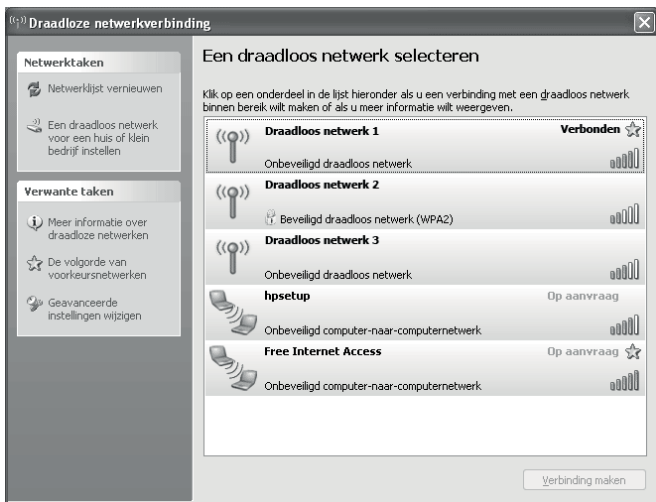 Draadloze netwerkverbinding
Netwerktaken
Netwerklijst vernieuwen
Een draadloos netwerk
voor een huis of klein
bedrijf instellen
Verwante taken
Meer informatie over
draadloze netwerken
De volgorde van
voorkeursnetwerken
Geavanceerde
instellingen wijzigen
Een draadloos netwerk selecteren
Klik op een onderdeel in de lijst hieronder als u een verbinding met een draadloos netwerk
binnen bereik wilt maken of als u meer informatie wilt weergeven.
Draadloos netwerk 1 Verbonden
Onbeveiligd draadloos netwerk
Draadloos netwerk 2
Beveiligd draadloos netwerk (WPA2)
Draadloos netwerk 3
Onbeveiligd draadloos netwerk
hpsetup Op aanvraag
Onbeveiligd computer-naar-computernetwerk
Free Internet Access Op aanvraag
Onbeveiligd computer-naar-computernetwerk
Verbinding maken